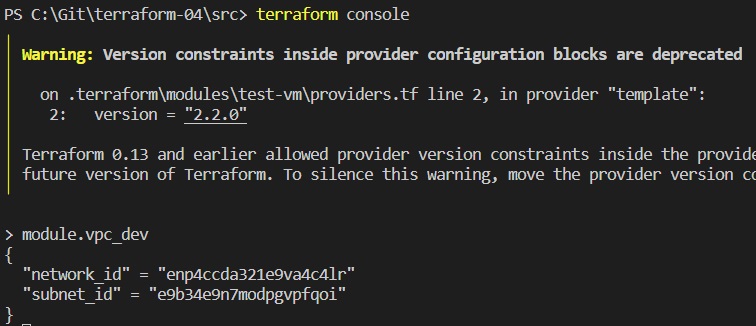 PS C:\Git\terraform-04\src> terraform console
Warning: Version constraints inside provider configuration blocks are deprecated
on .terraform\modules\test-vm\providers.tf line 2, in provider "template":
2: version = "2.2.0"
Terraform 0.13 and earlier allowed provider version constraints inside the provide
future version of Terraform. To silence this warning, move the provider version co
> module.vpc_dev
{
"network_id" = "enp4ccda321e9va4c4lr"
"subnet_id" = "e9b34e9n7modpgvpfqoi"
}